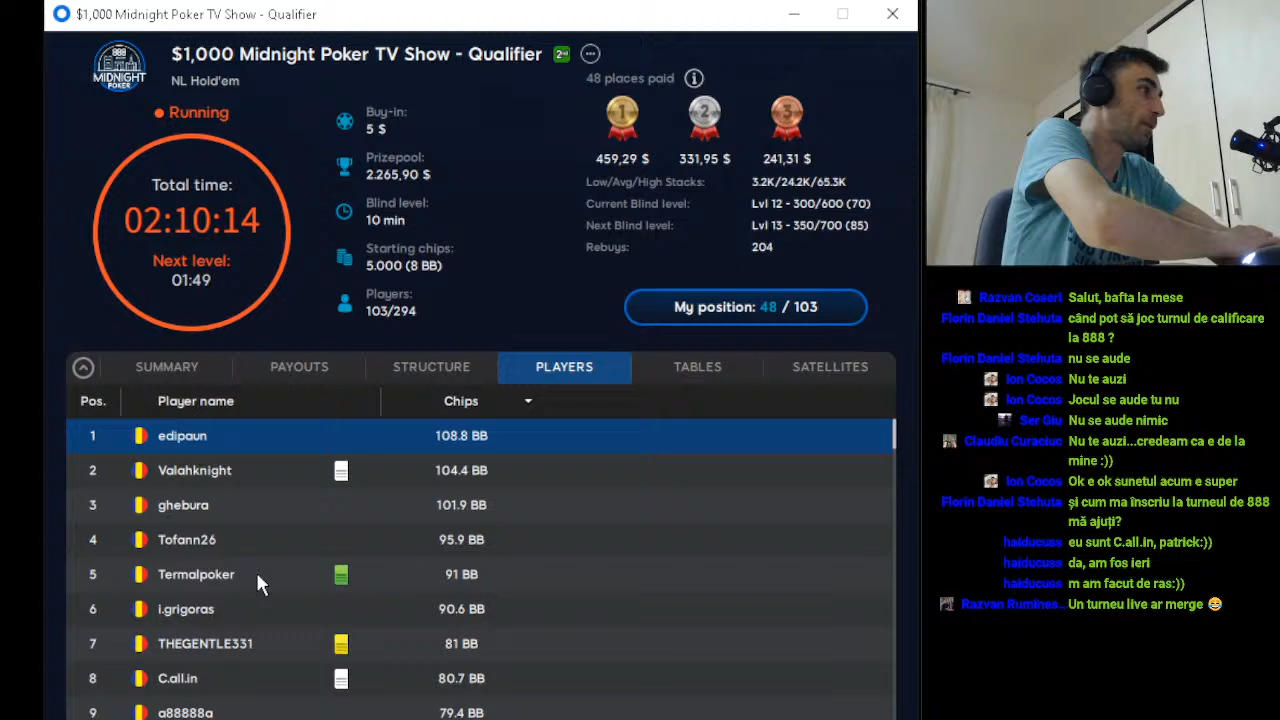 $1,000 Midnight Poker TV Show - Qualifier
888
MIDNIGHT
POKER
$1,000 Midnight Poker TV Show - Qualifier
NL Hold'em
48 places paid
1
2
3
459,29 $
331,95 $
241,31 $
Running
Total time:
02:10:14
Next level:
01:49
Buy-in:
5 $
Prizepool:
2.265,90 $
Blind level:
10 min
Starting chips:
5.000 (8 BB)
Players:
103/294
Low/Avg/High Stacks: 3.2K/24.2K/65.3K
Current Blind level: Lvl 12 - 300/600 (70)
Next Blind level: Lvl 13 - 350/700 (85)
Rebuys: 204
My position: 48 / 103
SUMMARY PAYOUTS STRUCTURE PLAYERS TABLES SATELLITES
Pos. Player name Chips
1 edipaun 108.8 BB
2 Valahknight 104.4 BB
3 ghebura 101.9 BB
4 Tofann26 95.9 BB
5 Termalpoker 91 BB
6 i.grigoras 90.6 BB
7 THEGENTLE331 81 BB
8 C.all.in 80.7 BB
9 a88888a 79.4 BB
Razvan Coseri Salut, bafta la mese
Florin Daniel Stehuta când pot să joc turnul de calificare
la 888 ?
Florin Daniel Stehuta nu se aude
Ion Cocos Nu te auzi
Ion Cocos Jocul se aude tu nu
Ser Giu Nu se aude nimic
Claudiu Curaciuc Nu te auzi...credeam ca e de la
mine :))
Ion Cocos Ok e ok sunetul acum e super
Florin Daniel Stehuta și cum ma înscriu la turneul de 888
mă ajuți?
haiducuss eu sunt C.all.in, patrick:))
haiducuss da, am fos ieri
haiducuss m am facut de ras:))
Razvan Rumines... Un turneu live ar merge 😂